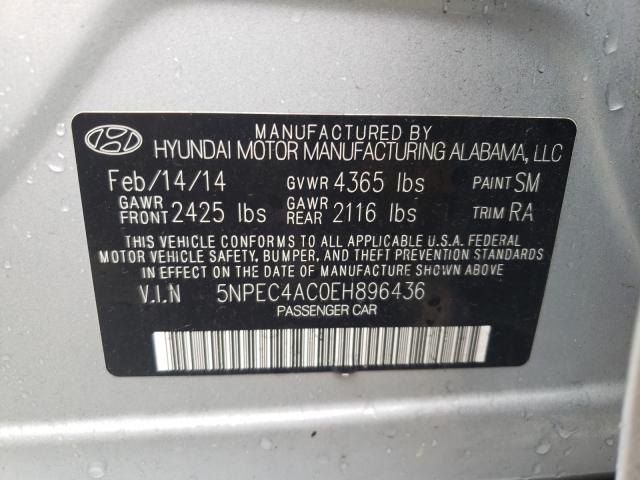 MANUFACTURED BY
HYUNDAI MOTOR MANUFACTURING ALABAMA, LLC
Feb/14/14 GVWR 4365 lbs PAINT SM
GAWR FRONT 2425 lbs GAWR REAR 2116 lbs TRIM RA
THIS VEHICLE CONFORMS TO ALL APPLICABLE U.S.A. FEDERAL
MOTOR VEHICLE SAFETY, BUMPER, AND THEFT PREVENTION
STANDARDS IN EFFECT ON THE DATE OF MANUFACTURE SHOWN ABOVE
V.I.N 5NPEC4AC0EH896436
PASSENGER CAR